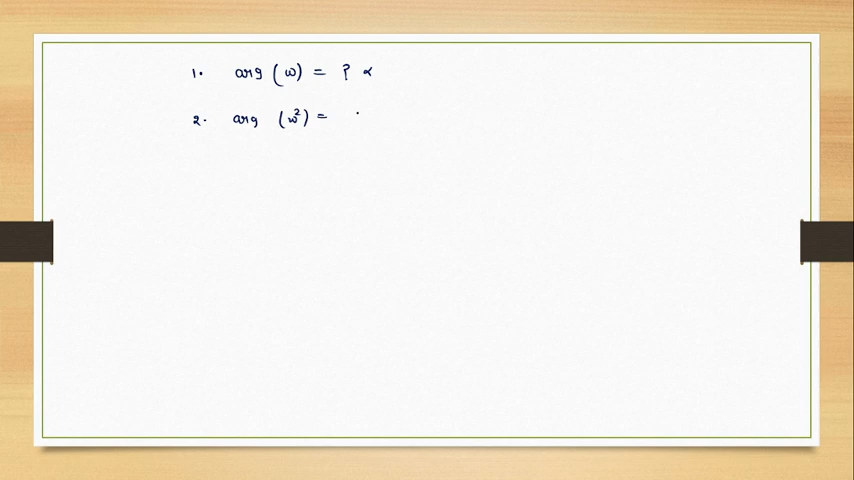 1. arg (ω) = ? α
2. arg (ω²) =